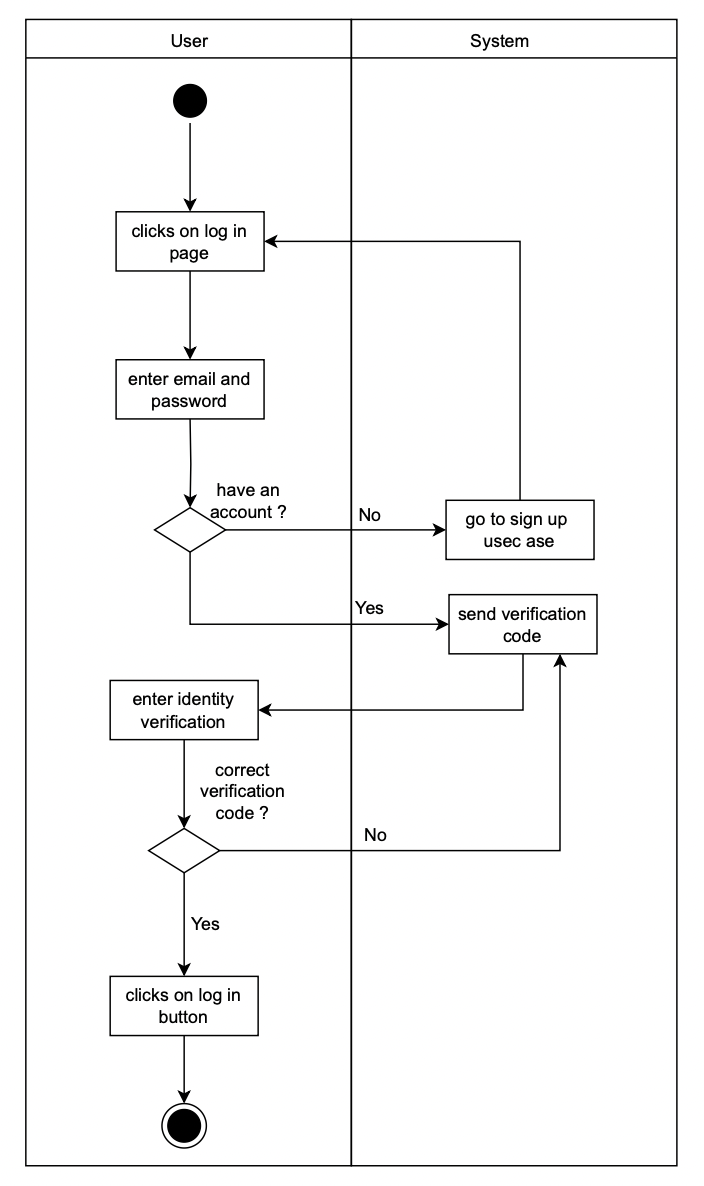 User
System
clicks on log in
page
enter email and
password
have an
account ?
No
go to sign up
usec ase
Yes
send verification
code
enter identity
verification
correct
verification
code ?
No
Yes
clicks on log in
button